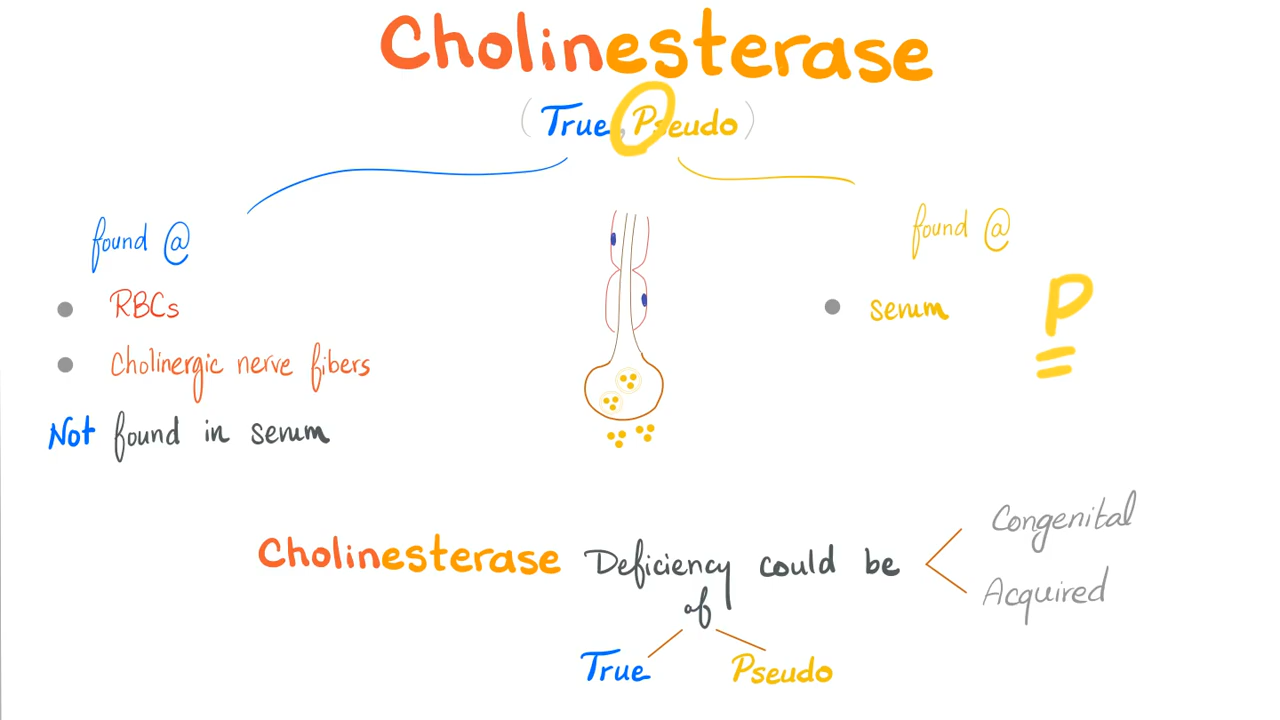 Cholinesterase
(True, Pseudo)
found @
RBCs
Cholinergic nerve fibers
Not found in serum
found @
serum
P
Cholinesterase Deficiency could be
Congenital
Acquired
of
True
Pseudo